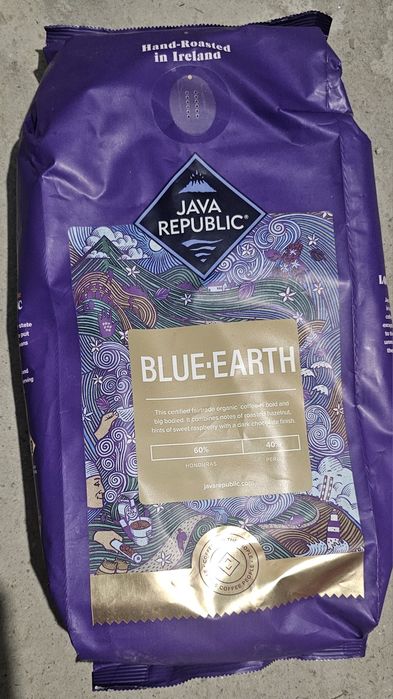 Hand-Roasted
in Ireland
JAVA
REPUBLIC®
BLUE·EARTH
This certified fairtrade organic coffee is bold and
big bodied. It combines notes of roasted hazelnut,
hints of sweet raspberry with a dark chocolate finish.
60% 40%
HONDURAS PERU
javarepublic.com
COFFEE PEOPLE